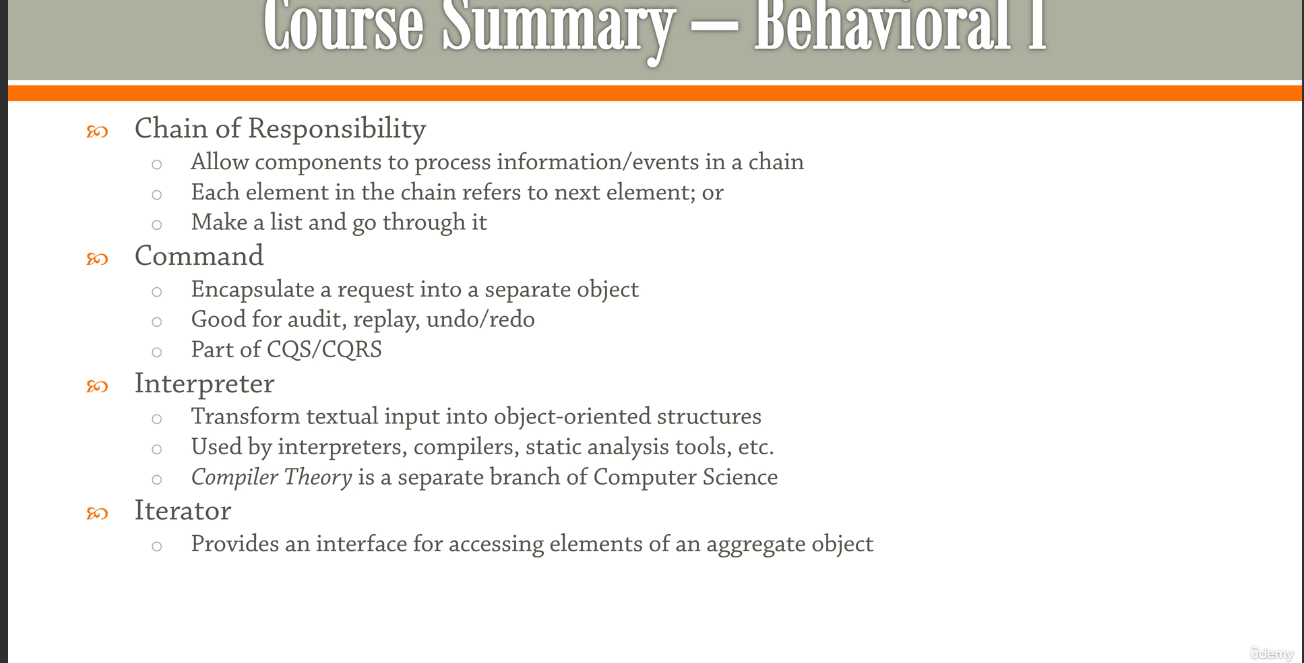 Course Summary — Behavioral I
Chain of Responsibility
Allow components to process information/events in a chain
Each element in the chain refers to next element; or
Make a list and go through it
Command
Encapsulate a request into a separate object
Good for audit, replay, undo/redo
Part of CQS/CQRS
Interpreter
Transform textual input into object-oriented structures
Used by interpreters, compilers, static analysis tools, etc.
Compiler Theory is a separate branch of Computer Science
Iterator
Provides an interface for accessing elements of an aggregate object
ûdemy